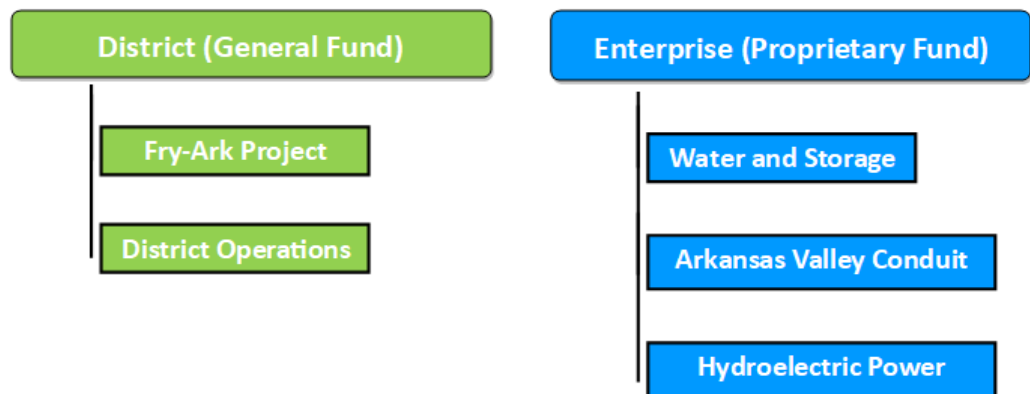 District (General Fund)
Fry-Ark Project
District Operations
Enterprise (Proprietary Fund)
Water and Storage
Arkansas Valley Conduit
Hydroelectric Power